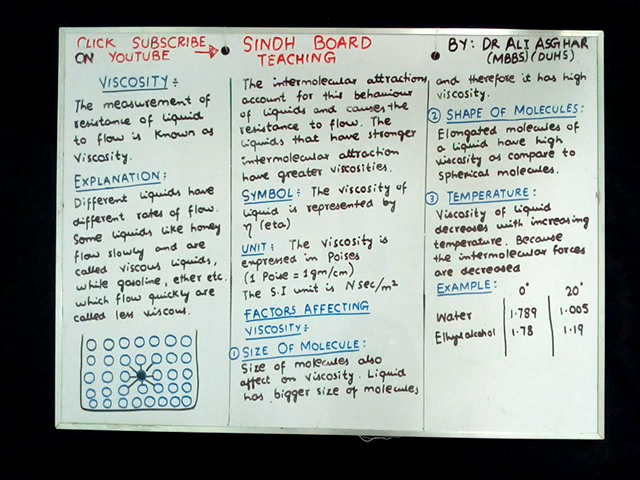 CLICK SUBSCRIBE
ON YOUTUBE
SINDH BOARD
TEACHING
BY: DR ALI ASGHAR
(MBBS) (DUHS)
VISCOSITY:
The measurement of
resistance of liquid
to flow is known as
viscosity.
EXPLANATION:
Different liquids have
different rates of flow.
Some liquids like honey
flow slowly and are
called viscous liquids,
while gasoline, ether etc.
which flow quickly are
called less viscous.
The intermolecular attractions
account for this behaviour
of liquids and causes the
resistance to flow. The
liquids that have stronger
intermolecular attraction
have greater viscosities.
SYMBOL: The viscosity of
liquid is represented by
η (eta)
UNIT: The viscosity is
expressed in Poises
(1 Poise = 1gm/cm)
The S.I unit is N sec/m²
FACTORS AFFECTING
VISCOSITY:
① SIZE OF MOLECULE:
Size of molecules also
affect on viscosity. Liquid
has bigger size of molecules
and therefore it has high
viscosity.
② SHAPE OF MOLECULES:
Elongated molecules of
a liquid have high
viscosity as compare to
spherical molecules.
③ TEMPERATURE:
Viscosity of liquid
decreases with increasing
temperature. Because
the intermolecular forces
are decreased
EXAMPLE: 0° 20°
Water 1.789 1.005
Ethyl alcohol 1.78 1.19